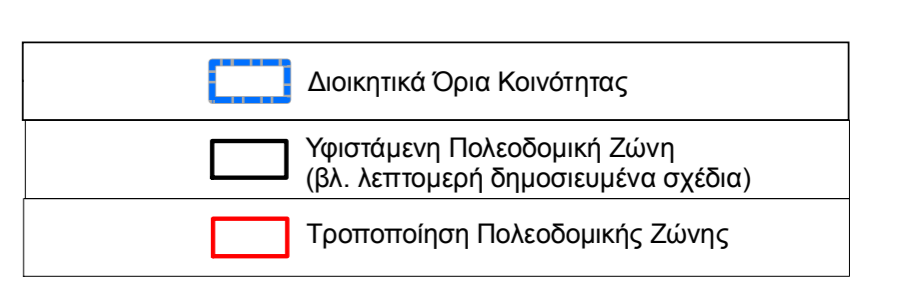 Διοικητικά Όρια Κοινότητας
Υφιστάμενη Πολεοδομική Ζώνη
(βλ. λεπτομερή δημοσιευμένα σχέδια)
Τροποποίηση Πολεοδομικής Ζώνης